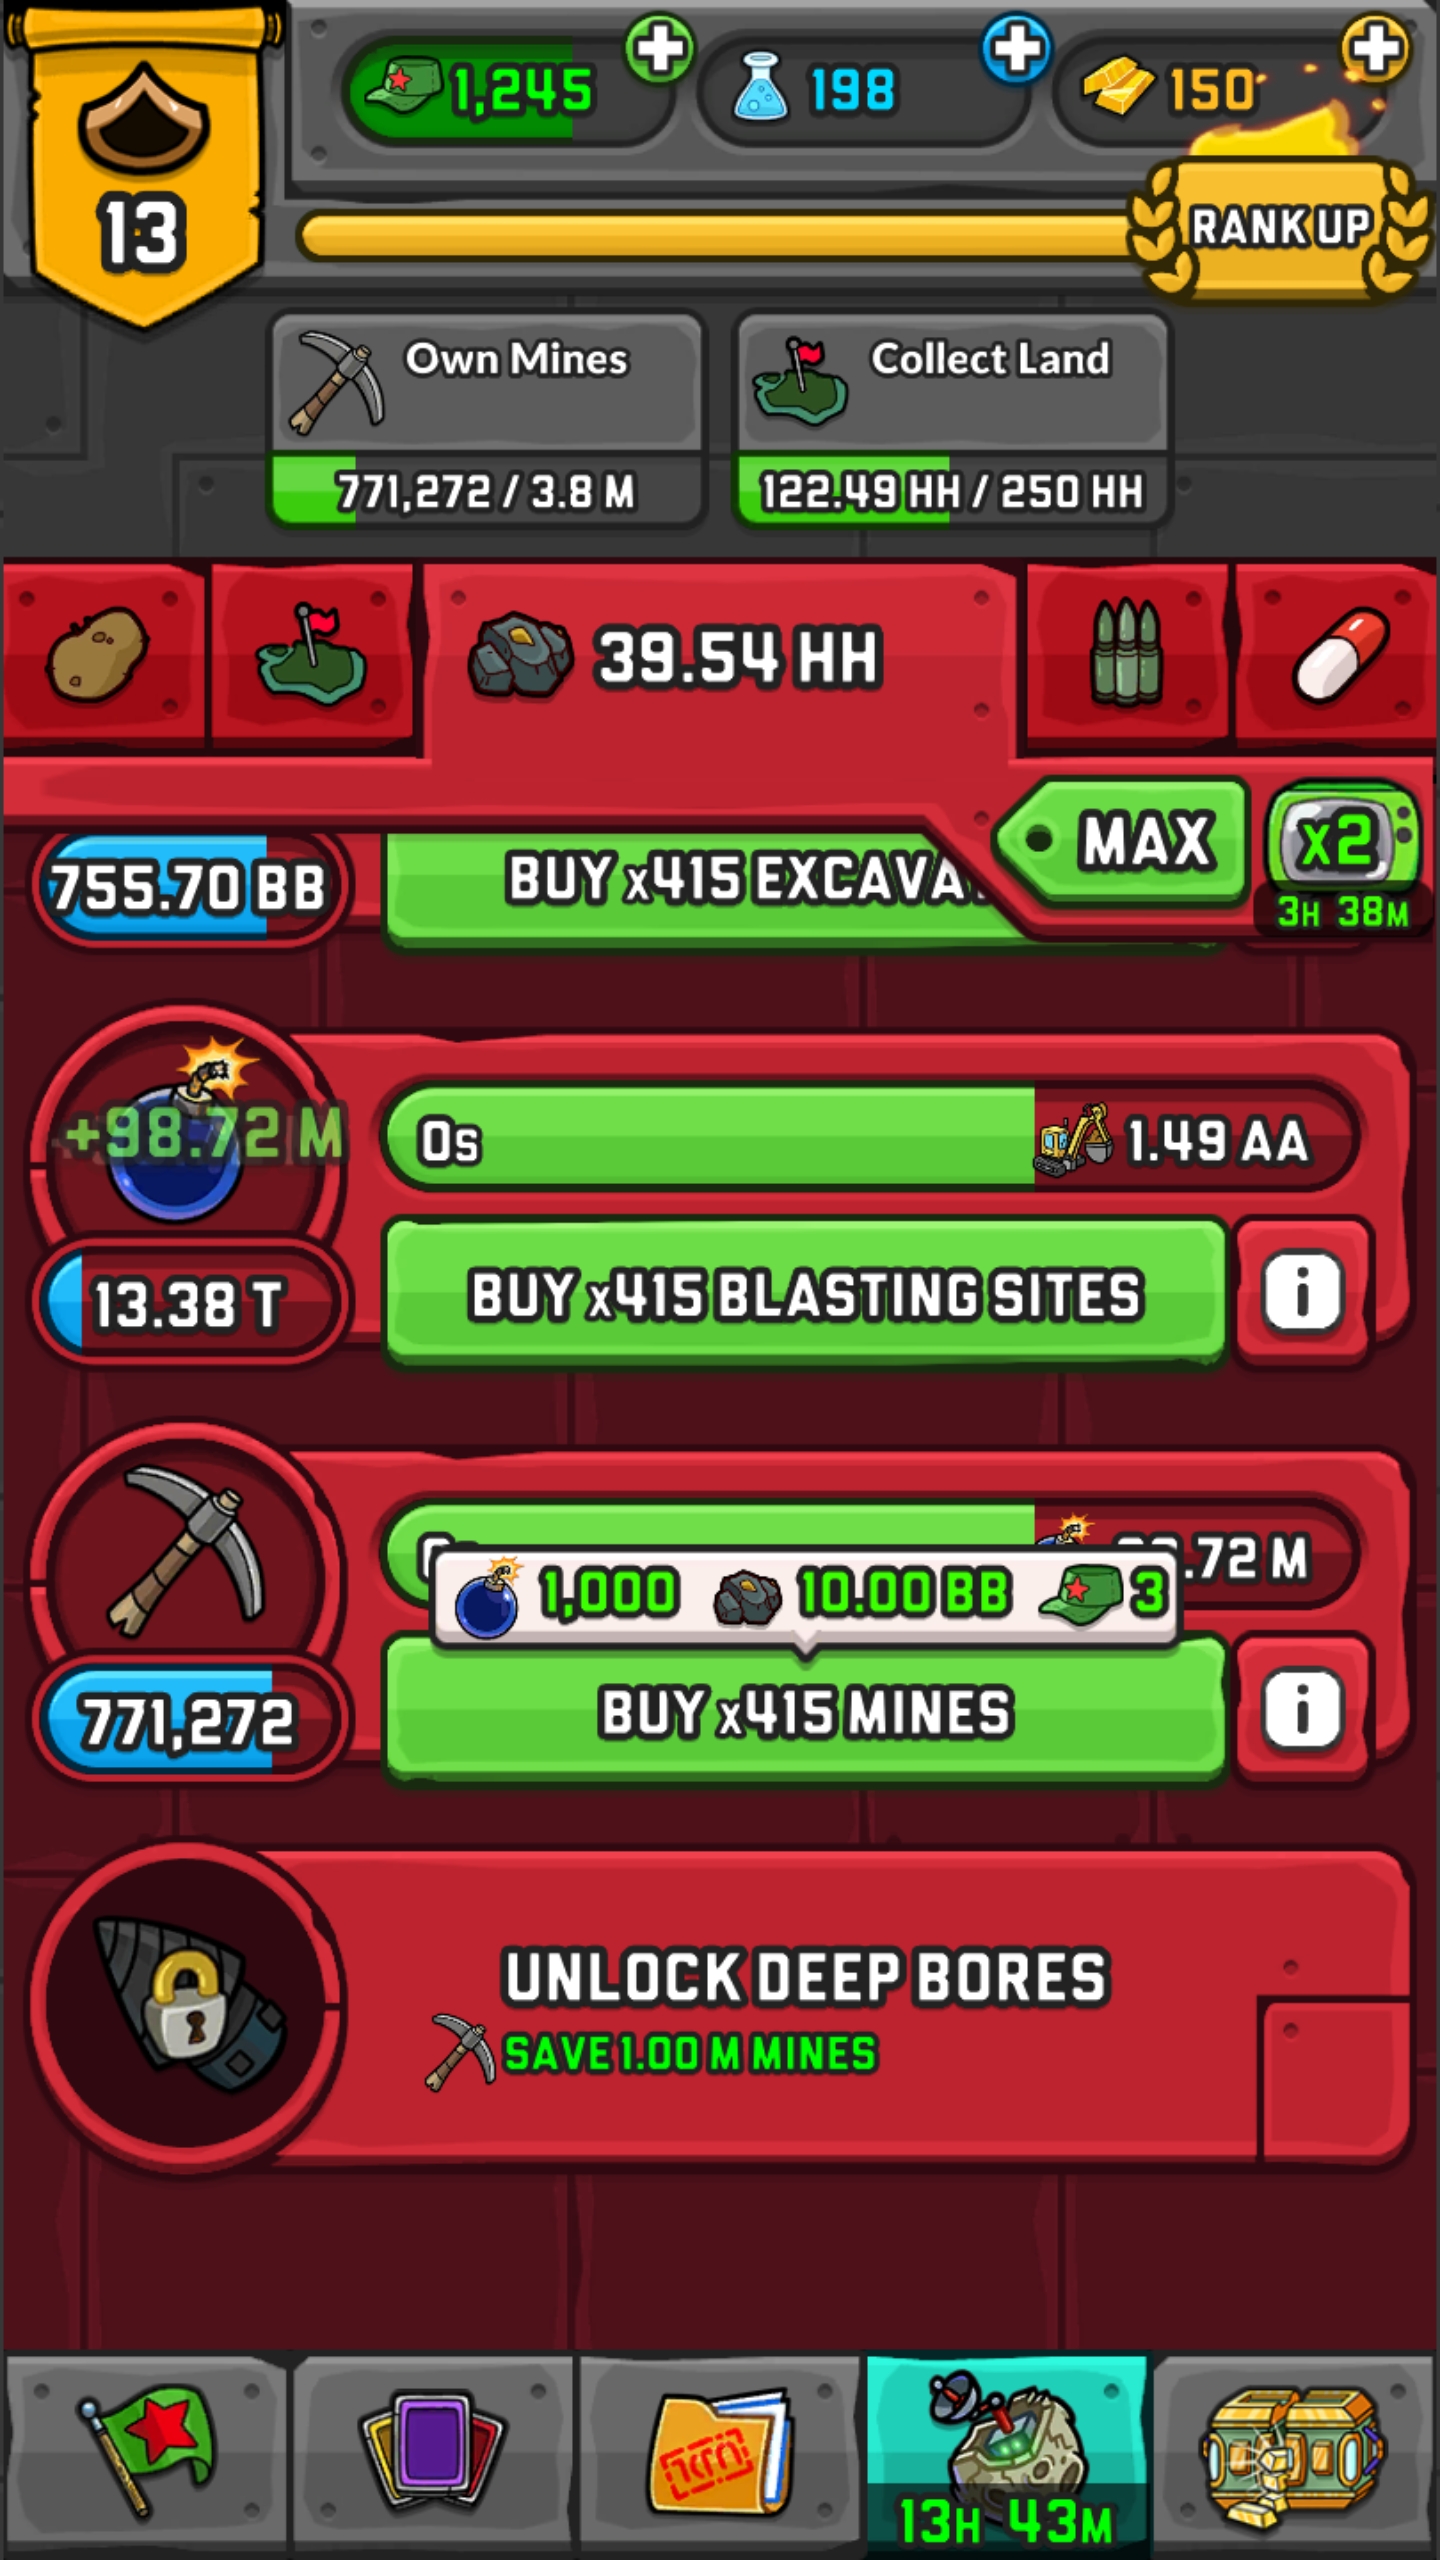 1,245
198
150
13
RANK UP
Own Mines
771,272 / 3.8 M
Collect Land
122.49 HH / 250 HH
39.54 HH
MAX
x2
3H 38M
755.70 BB
BUY x415
+98.72 M
0s
1.49 AA
13.38 T
BUY x415 BLASTING SITES
i
.72 M
1,000
10.00 BB
3
771,272
BUY x415 MINES
i
UNLOCK DEEP BORES
SAVE 1.00 M MINES
13H 43M